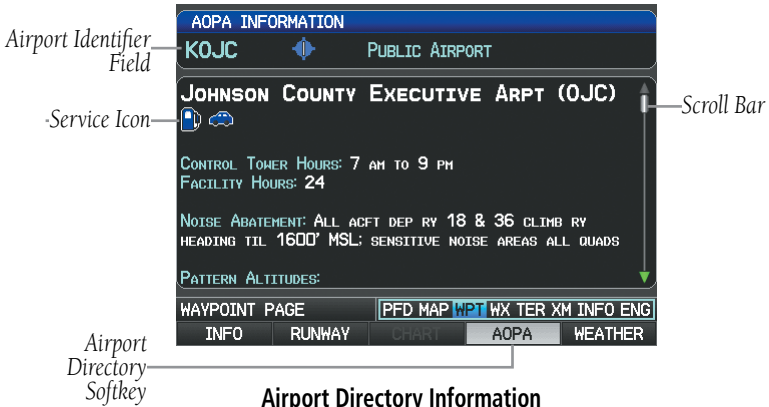 AOPA INFORMATION
Airport Identifier
Field
KOJC
PUBLIC AIRPORT
JOHNSON COUNTY EXECUTIVE ARPT (OJC)
-Service Icon
Scroll Bar
CONTROL TOWER HOURS: 7 AM TO 9 PM
FACILITY HOURS: 24
NOISE ABATEMENT: ALL ACFT DEP RY 18 & 36 CLIMB RY
HEADING TIL 1600' MSL; SENSITIVE NOISE AREAS ALL QUADS
PATTERN ALTITUDES:
WAYPOINT PAGE
PFD MAP WPT WX TER XM INFO ENG
INFO RUNWAY CHART AOPA WEATHER
Airport
Directory
Softkey
Airport Directory Information